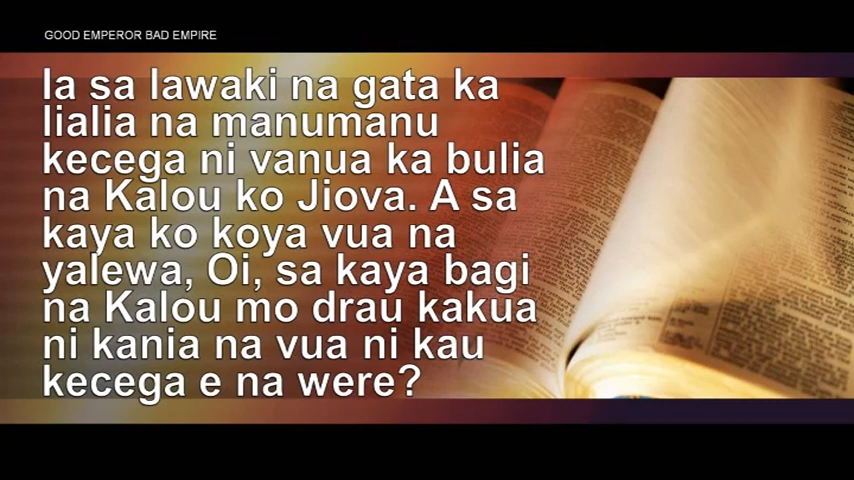 GOOD EMPEROR BAD EMPIRE
Ia sa lawaki na gata ka
lialia na manumanu
kecega ni vanua ka bulia
na Kalou ko Jiova. A sa
kaya ko koya vua na
yalewa, Oi, sa kaya bagi
na Kalou mo drau kakua
ni kania na vua ni kau
kecega e na were?